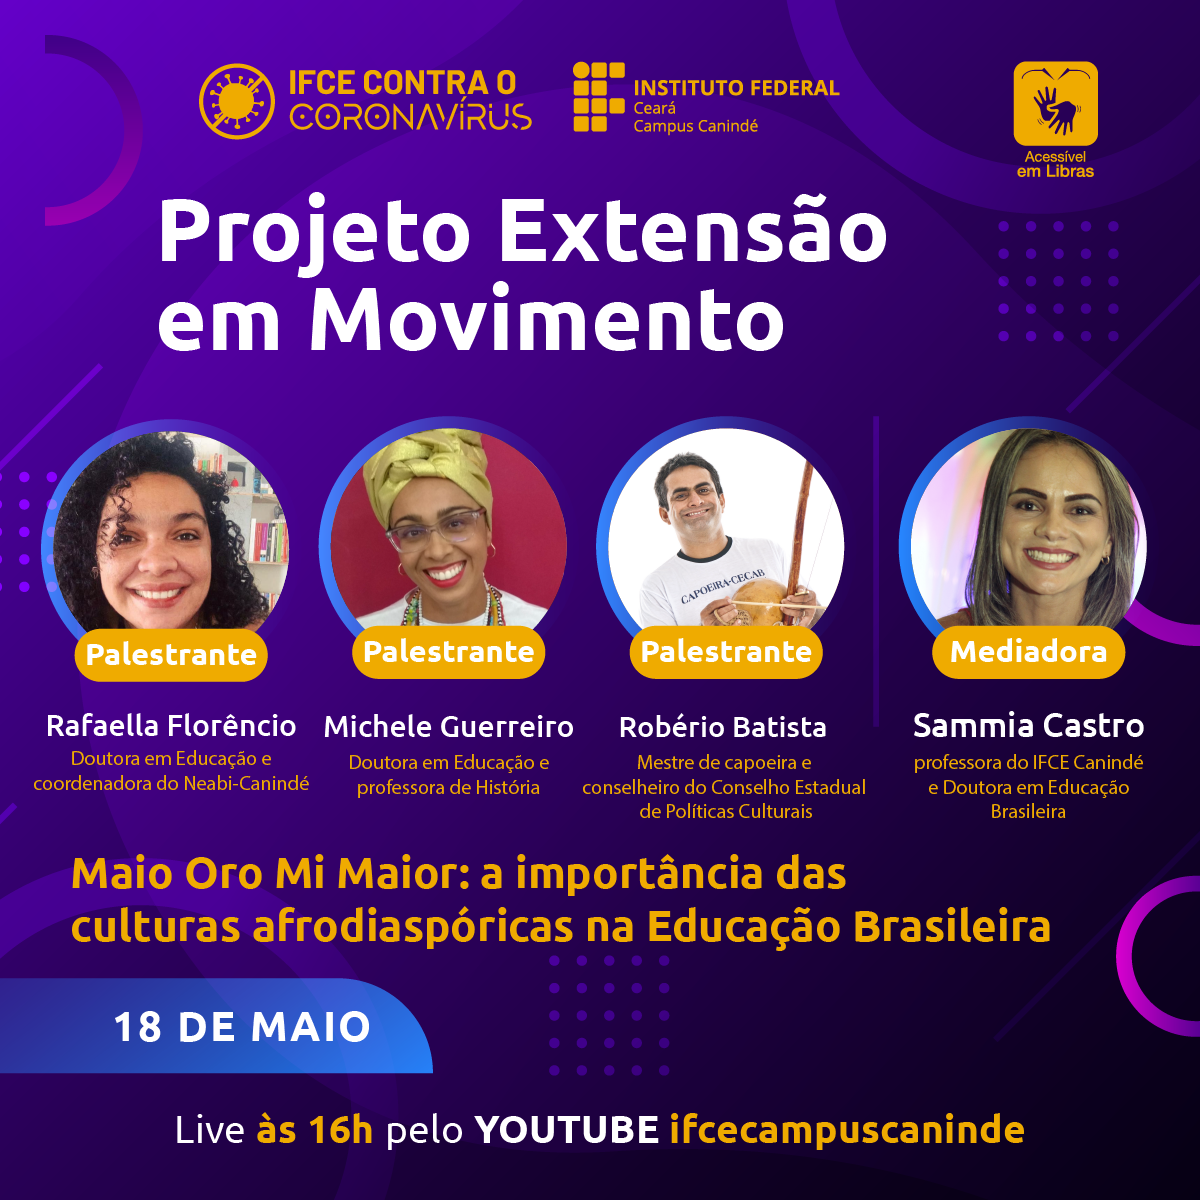 IFCE CONTRA O
CORONAVÍRUS
INSTITUTO FEDERAL
Ceará
Campus Canindé
Acessível
em Libras
Projeto Extensão
em Movimento
CAPOEIRA-CECAB
Palestrante
Palestrante
Palestrante
Mediadora
Rafaella Florêncio
Doutora em Educação e
coordenadora do Neabi-Canindé
Michele Guerreiro
Doutora em Educação e
professora de História
Robério Batista
Mestre de capoeira e
conselheiro do Conselho Estadual
de Políticas Culturais
Sammia Castro
professora do IFCE Canindé
e Doutora em Educação
Brasileira
Maio Oro Mi Maior: a importância das
culturas afrodiaspóricas na Educação Brasileira
18 DE MAIO
Live às 16h pelo YOUTUBE ifcecampuscaninde